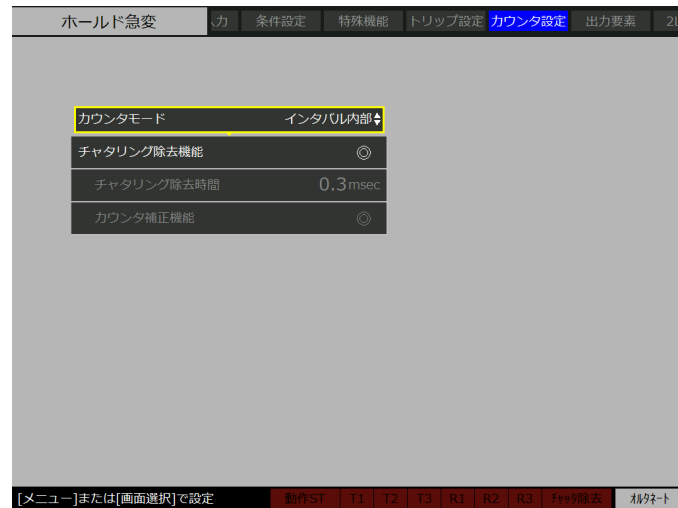 ホールド急変 力 条件設定 特殊機能 トリップ設定 カウンタ設定 出力要素 2
カウンタモード インタバル内部
チャタリング除去機能 ◎
チャタリング除去時間 0.3msec
カウンタ補正機能 ◎
[メニュー]または[画面選択]で設定 動作ST T1 T2 T3 R1 R2 R3 ﾁｬｯﾀ除去 ｵﾙﾀﾈｰﾄ